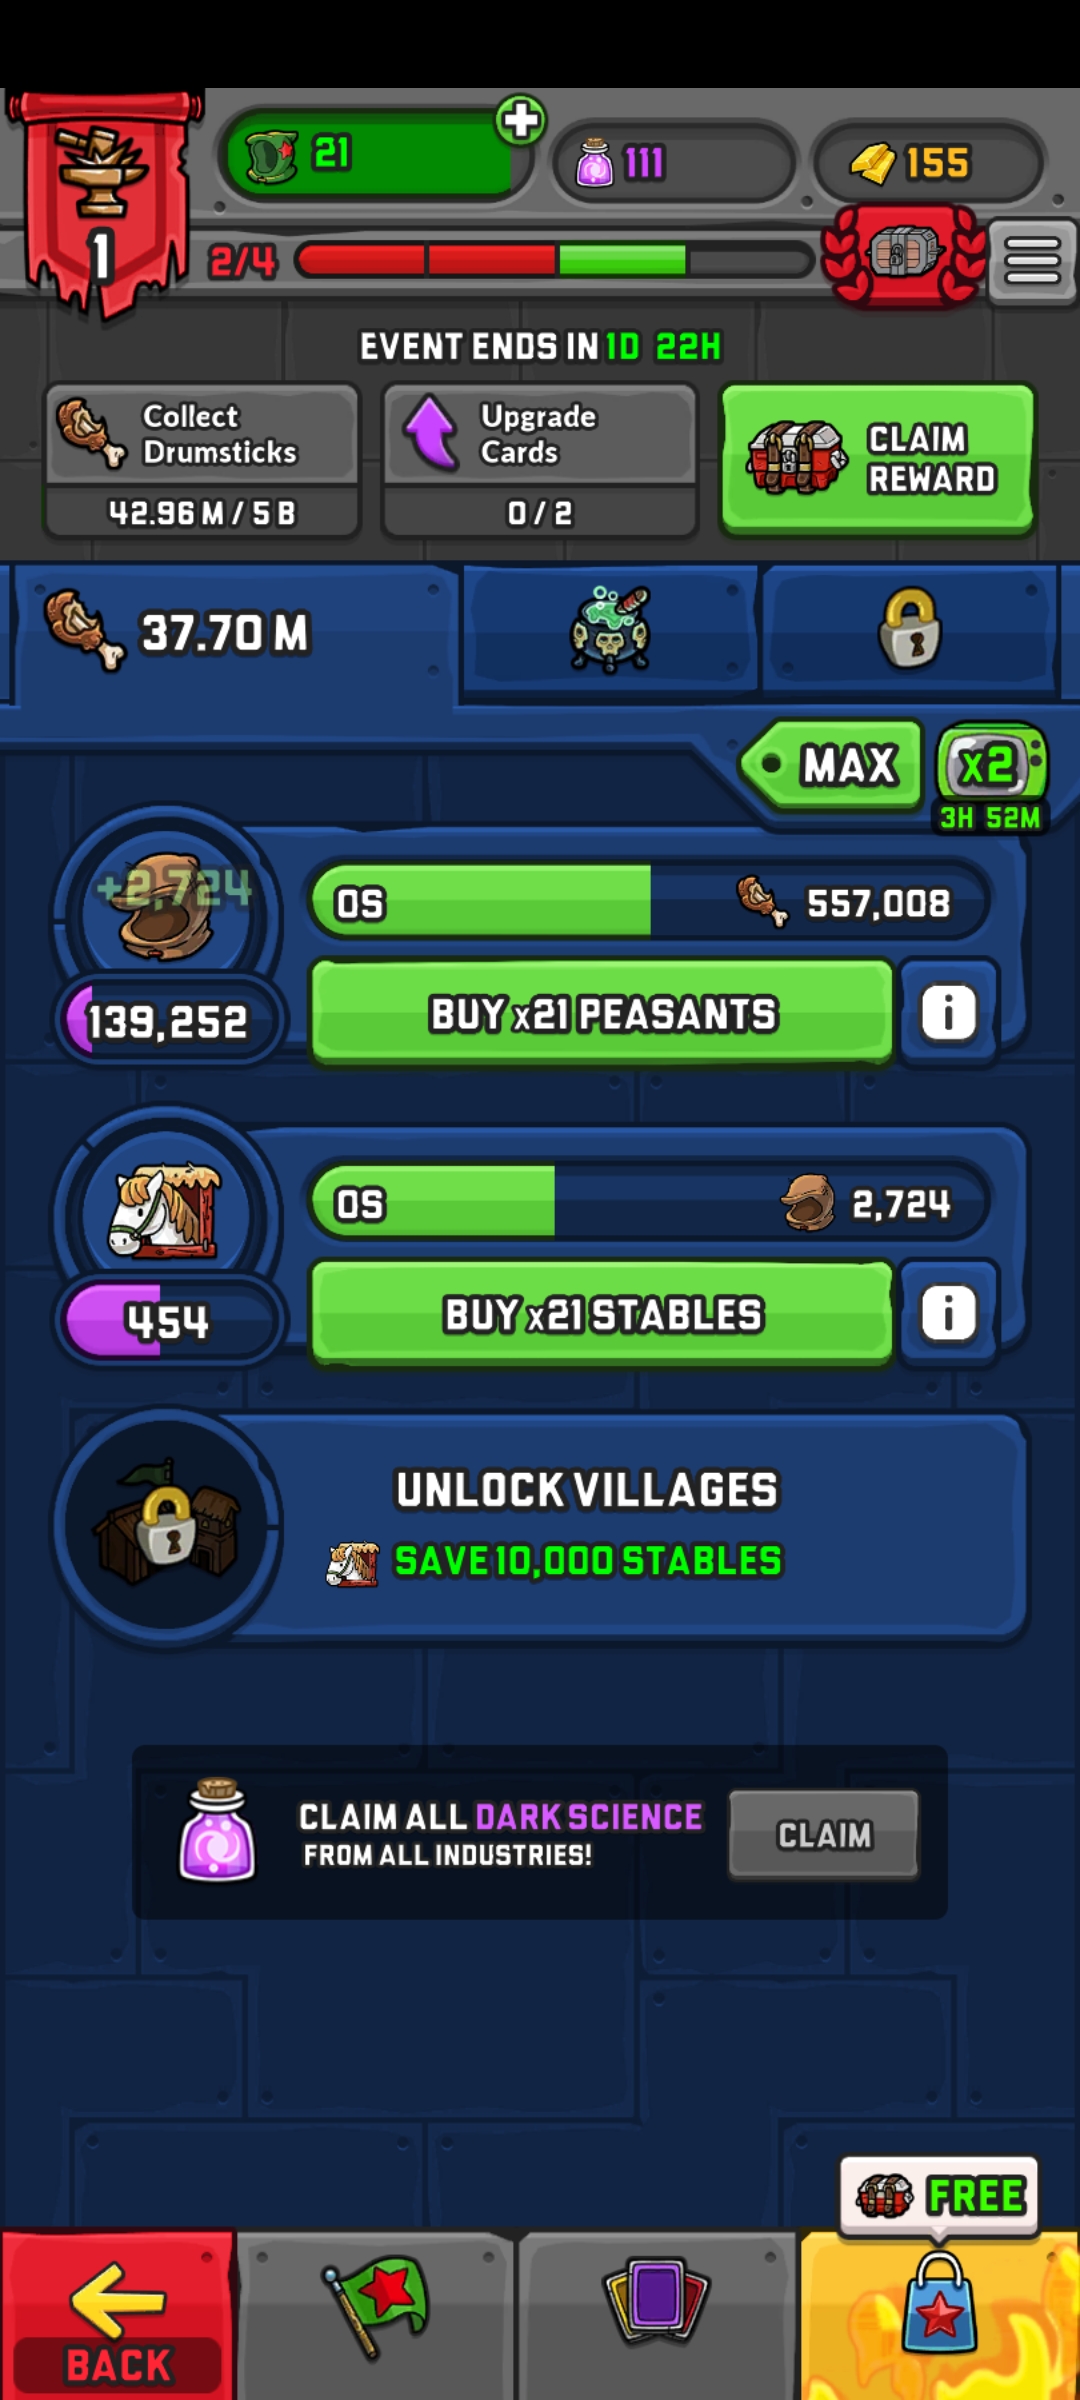 21
111
155
1
2/4
EVENT ENDS IN 1D 22H
Collect
Drumsticks
42.96 M / 5 B
Upgrade
Cards
0 / 2
CLAIM
REWARD
37.70 M
MAX
x2
3H 52M
+2,724
0S
557,008
139,252
BUY x21 PEASANTS
i
0S
2,724
454
BUY x21 STABLES
i
UNLOCK VILLAGES
SAVE 10,000 STABLES
CLAIM ALL DARK SCIENCE
FROM ALL INDUSTRIES!
CLAIM
FREE
BACK